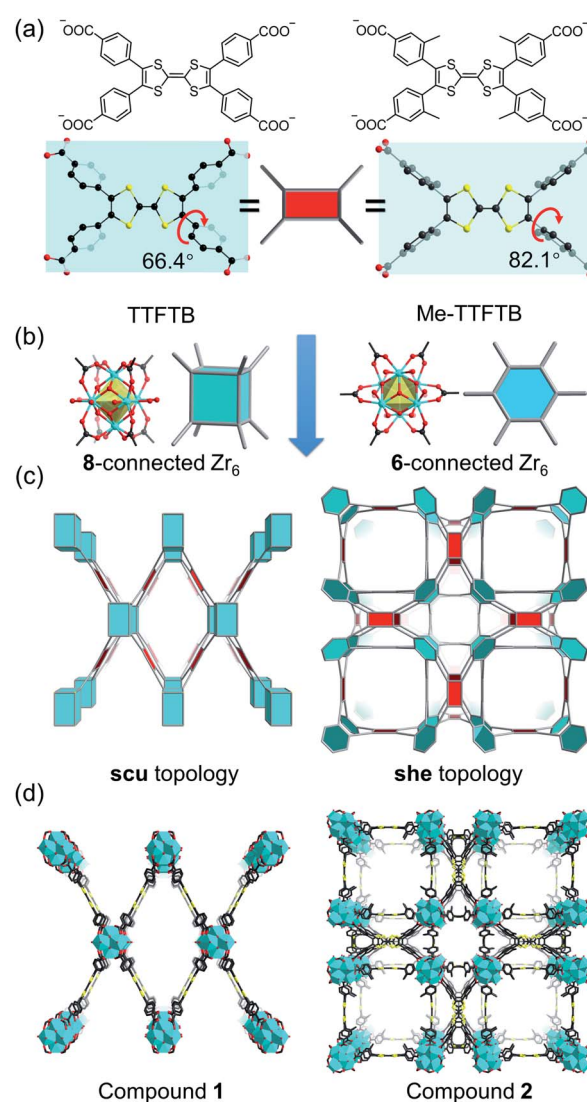 (a)
⁻OOC COO⁻ ⁻OOC COO⁻
S S S S
S S S S
⁻OOC COO⁻ ⁻OOC COO⁻
= =
66.4° 82.1°
TTFTB Me-TTFTB
(b)
8-connected Zr₆ 6-connected Zr₆
(c)
scu topology she topology
(d)
Compound 1 Compound 2